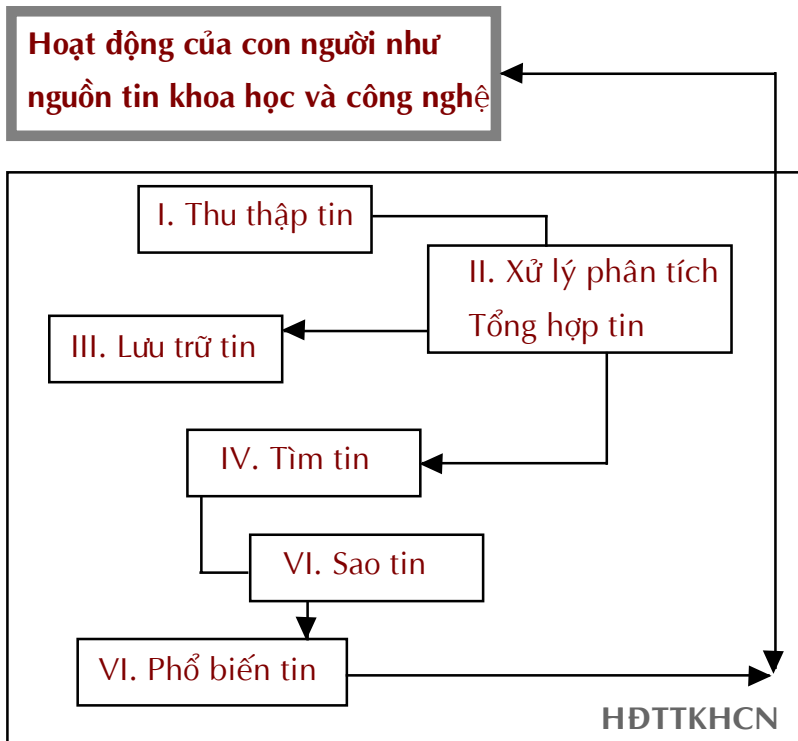 Hoạt động của con người như
nguồn tin khoa học và công nghệ
I. Thu thập tin
II. Xử lý phân tích
Tổng hợp tin
III. Lưu trữ tin
IV. Tìm tin
VI. Sao tin
VI. Phổ biến tin
HĐTTKHCN